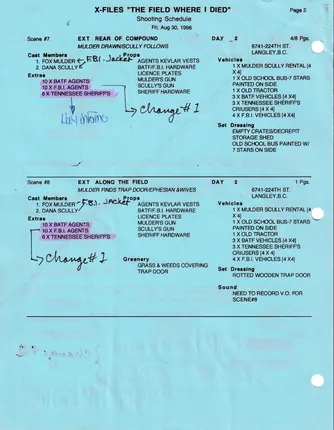 X-FILES "THE FIELD WHERE I DIED"
Page 2
Shooting Schedule
Fri, Aug 30, 1996
Scene #7 EXT REAR OF COMPOUND DAY 2 4/8 Pgs.
MULDER DRAWN/SCULLY FOLLOWS
6741-224TH ST.
LANGLEY,B.C.
Cast Members
1. FOX MULDER - F.B.I. Jacket
2. DANA SCULLY
Extras
10 X BATF AGENTS
10 X F.B.I. AGENTS
6 X TENNESSEE SHERIFF'S
Props
AGENTS KEVLAR VESTS
BATF/F.B.I. HARDWARE
LICENCE PLATES
MULDER'S GUN
SCULLY'S GUN
SHERIFF HARDWARE
Change # 1
Vehicles
1 X MULDER SCULLY RENTAL [4
X4]
1 X OLD SCHOOL BUS-7 STARS
PAINTED ON SIDE
1 X OLD TRACTOR
3 X BATF VEHICLES [4 X4]
3 X TENNESSEE SHERIFF'S
CRUISERS [4 X4]
4 X F.B.I. VEHICLES [4 X4]
Set Dressing
EMPTY CRATES/DECREPIT
STORAGE SHED
OLD SCHOOL BUS PAINTED W/
7 STARS ON SIDE
Scene #8 EXT ALONG THE FIELD DAY 2 1 Pgs.
MULDER FINDS TRAP DOOR/EPHESIAN &WIVES
6741-224TH ST.
LANGLEY,B.C.
Cast Members
1. FOX MULDER - F.B.I. JACKET
2. DANA SCULLY
Extras
10 X BATF AGENTS
10 X F.B.I. AGENTS
6 X TENNESSEE SHERIFF'S
Props
AGENTS KEVLAR VESTS
BATF/F.B.I. HARDWARE
LICENCE PLATES
MULDER'S GUN
SCULLY'S GUN
SHERIFF HARDWARE
Change # 1
Greenery
GRASS & WEEDS COVERING
TRAP DOOR
Vehicles
1 X MULDER SCULLY RENTAL [4
X 4]
1 X OLD SCHOOL BUS-7 STARS
PAINTED ON SIDE
1 X OLD TRACTOR
3 X BATF VEHICLES [4 X4]
3 X TENNESSEE SHERIFF'S
CRUISERS [4 X4]
4 X F.B.I. VEHICLES [4 X4]
Set Dressing
ROTTED WOODEN TRAP DOOR
Sound
NEED TO RECORD V.O: FOR
SCENE#8